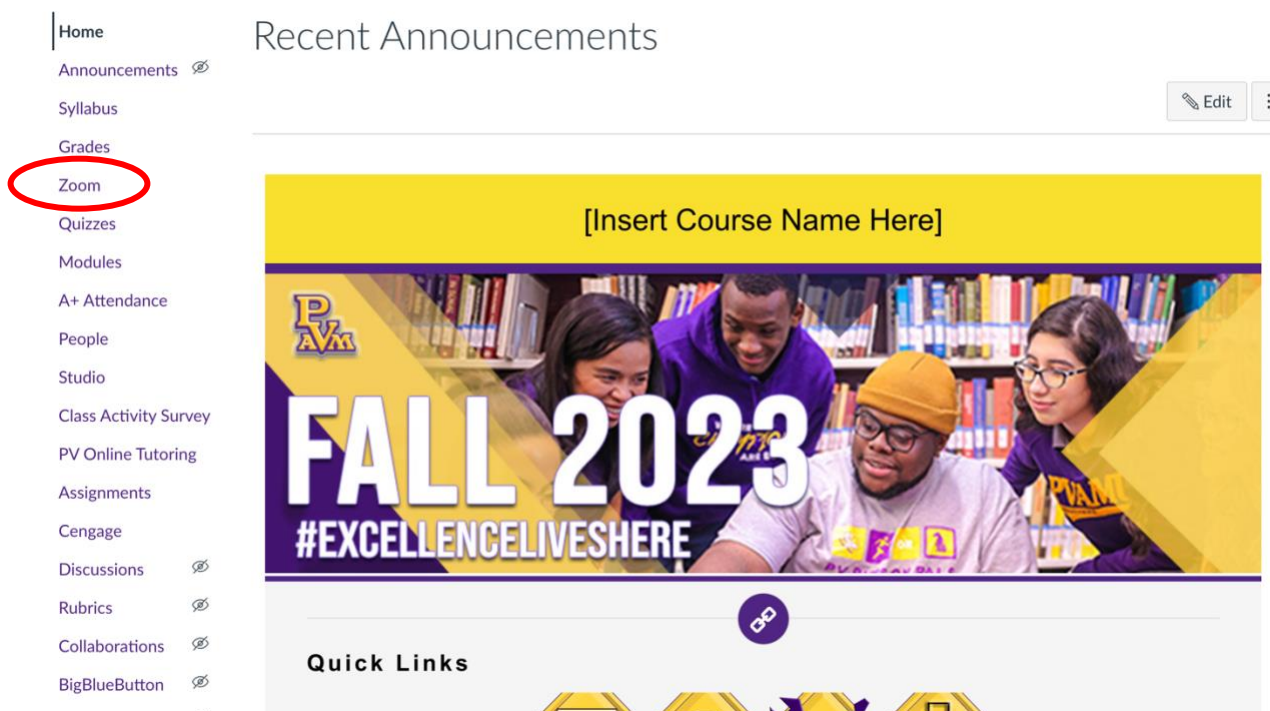 Home
Recent Announcements
Announcements
Syllabus
Edit
Grades
Zoom
Quizzes
Modules
A+ Attendance
People
Studio
Class Activity Survey
PV Online Tutoring
Assignments
Cengage
Discussions
Rubrics
Collaborations
BigBlueButton
[Insert Course Name Here]
PVAM
FALL 2023
#EXCELLENCELIVESHERE
PVAMU
Quick Links